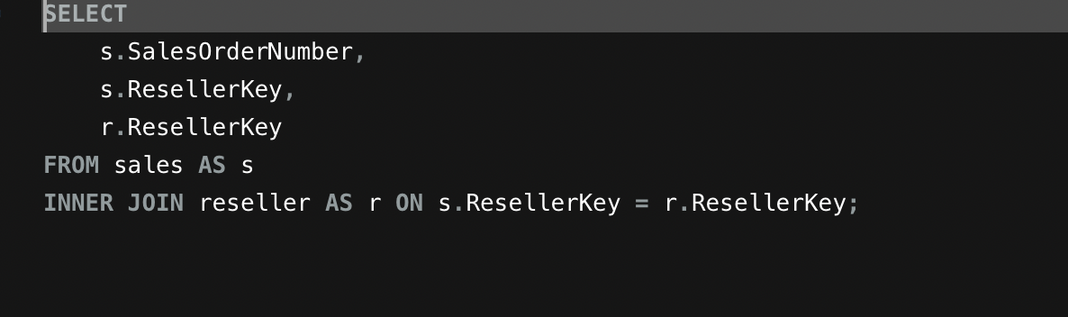 SELECT
    s.SalesOrderNumber,
    s.ResellerKey,
    r.ResellerKey
FROM sales AS s
INNER JOIN reseller AS r ON s.ResellerKey = r.ResellerKey;